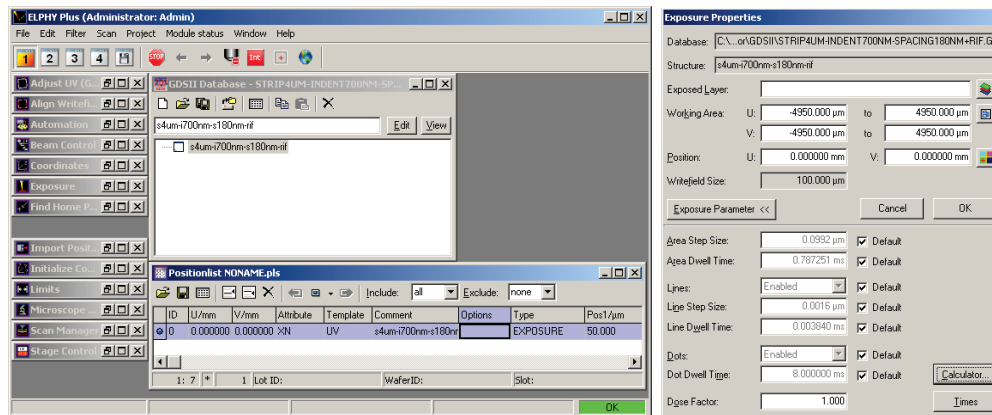 ELPHY Plus (Administrator: Admin)
File Edit Filter Scan Project Module status Window Help
1 2 3 4 STOP Int
Adjust UV (G...
Align Writefi...
Automation
Beam Control
Coordinates
Exposure
Find Home P...
Import Posit...
Initialize Co...
Limits
Microscope ...
Scan Manager
Stage Control
GDSII Database - STRIP4UM-INDENT700NM-SP...
s4um-i700nm-s180nm-rif Edit View
s4um-i700nm-s180nm-rif
Positionlist NONAME.pls
Include: all Exclude: none
ID U/mm V/mm Attribute Template Comment Options Type Pos1/µm
0 0.000000 0.000000 XN UV s4um-i700nm-s180nr EXPOSURE 50.000
1: 7 * 1 Lot ID: WaferID: Slot:
OK
Exposure Properties
Database: C:\...or\GDSII\STRIP4UM-INDENT700NM-SPACING180NM+RIF.G
Structure: s4um-i700nm-s180nm-rif
Exposed Layer:
Working Area: U: -4950.000 µm to 4950.000 µm
V: -4950.000 µm to 4950.000 µm
Position: U: 0.000000 mm V: 0.000000 mm
Writefield Size: 100.000 µm
Exposure Parameter << Cancel OK
Area Step Size: 0.0992 µm Default
Area Dwell Time: 0.787251 ms Default
Lines: Enabled Default
Line Step Size: 0.0016 µm Default
Line Dwell Time: 0.003840 ms Default
Dots: Enabled Default
Dot Dwell Time: 8.000000 ms Default Calculator...
Dose Factor: 1.000 Times